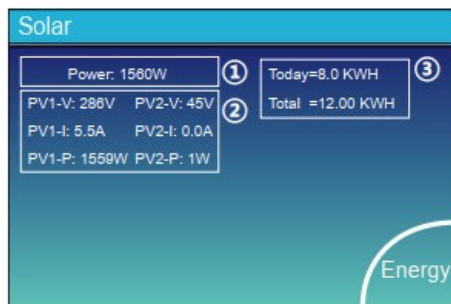 Solar
Power: 1560W ①
PV1-V: 286V PV2-V: 45V ②
PV1-I: 5.5A PV2-I: 0.0A
PV1-P: 1559W PV2-P: 1W
Today=8.0 KWH ③
Total =12.00 KWH
Energy